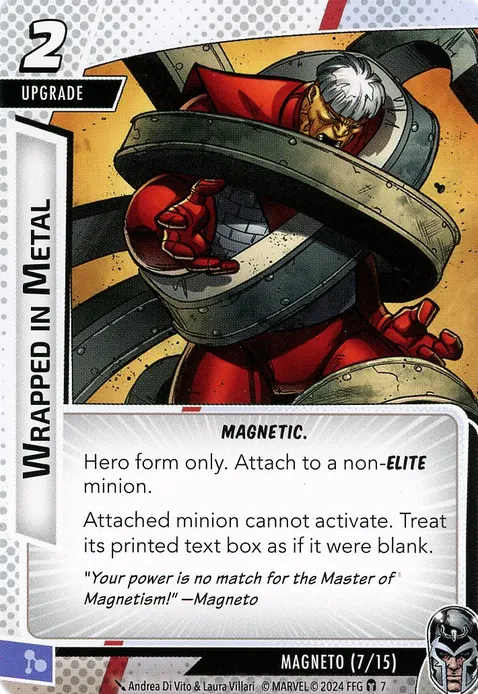 2
UPGRADE
WRAPPED IN METAL
MAGNETIC.
Hero form only. Attach to a non-ELITE
minion.
Attached minion cannot activate. Treat
its printed text box as if it were blank.
"Your power is no match for the Master of
Magnetism!" —Magneto
MAGNETO (7/15)
Andrea Di Vito & Laura Villari © MARVEL © 2024 FFG 7